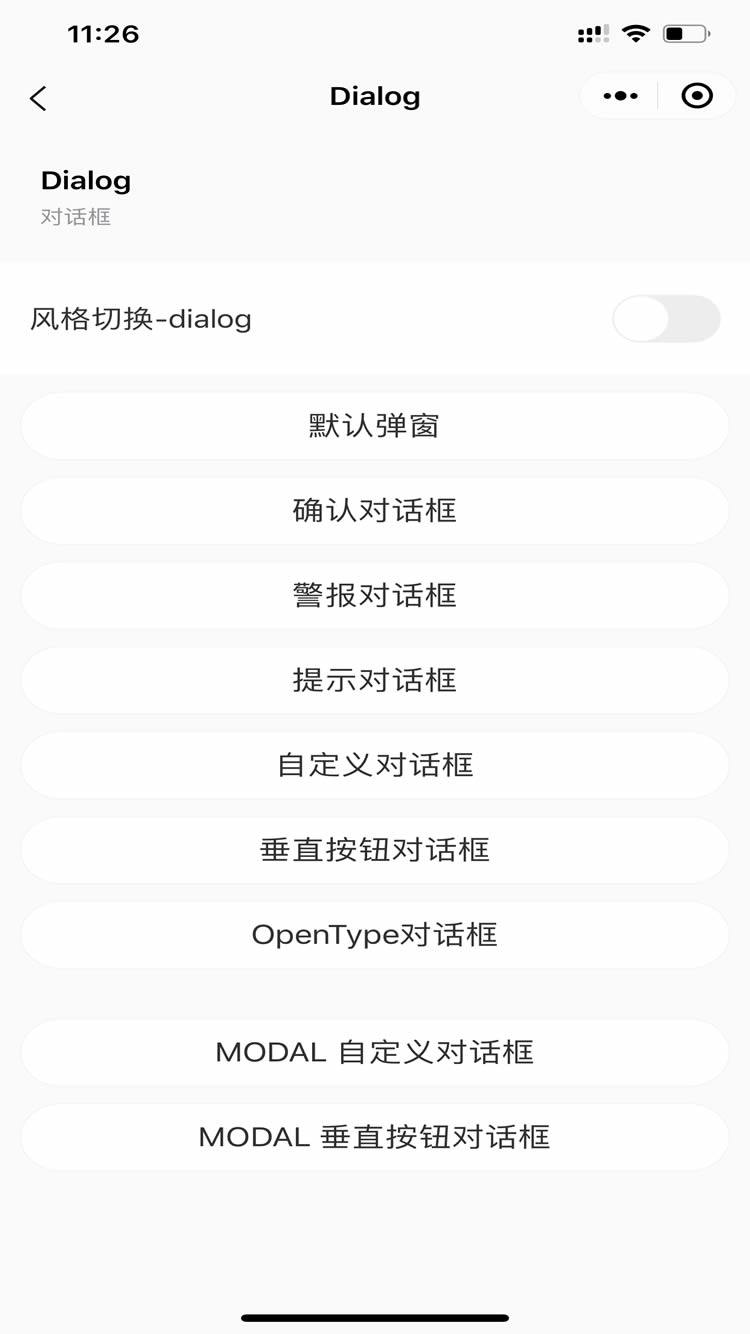 11:26
Dialog
Dialog
对话框
风格切换-dialog
默认弹窗
确认对话框
警报对话框
提示对话框
自定义对话框
垂直按钮对话框
OpenType对话框
MODAL 自定义对话框
MODAL 垂直按钮对话框